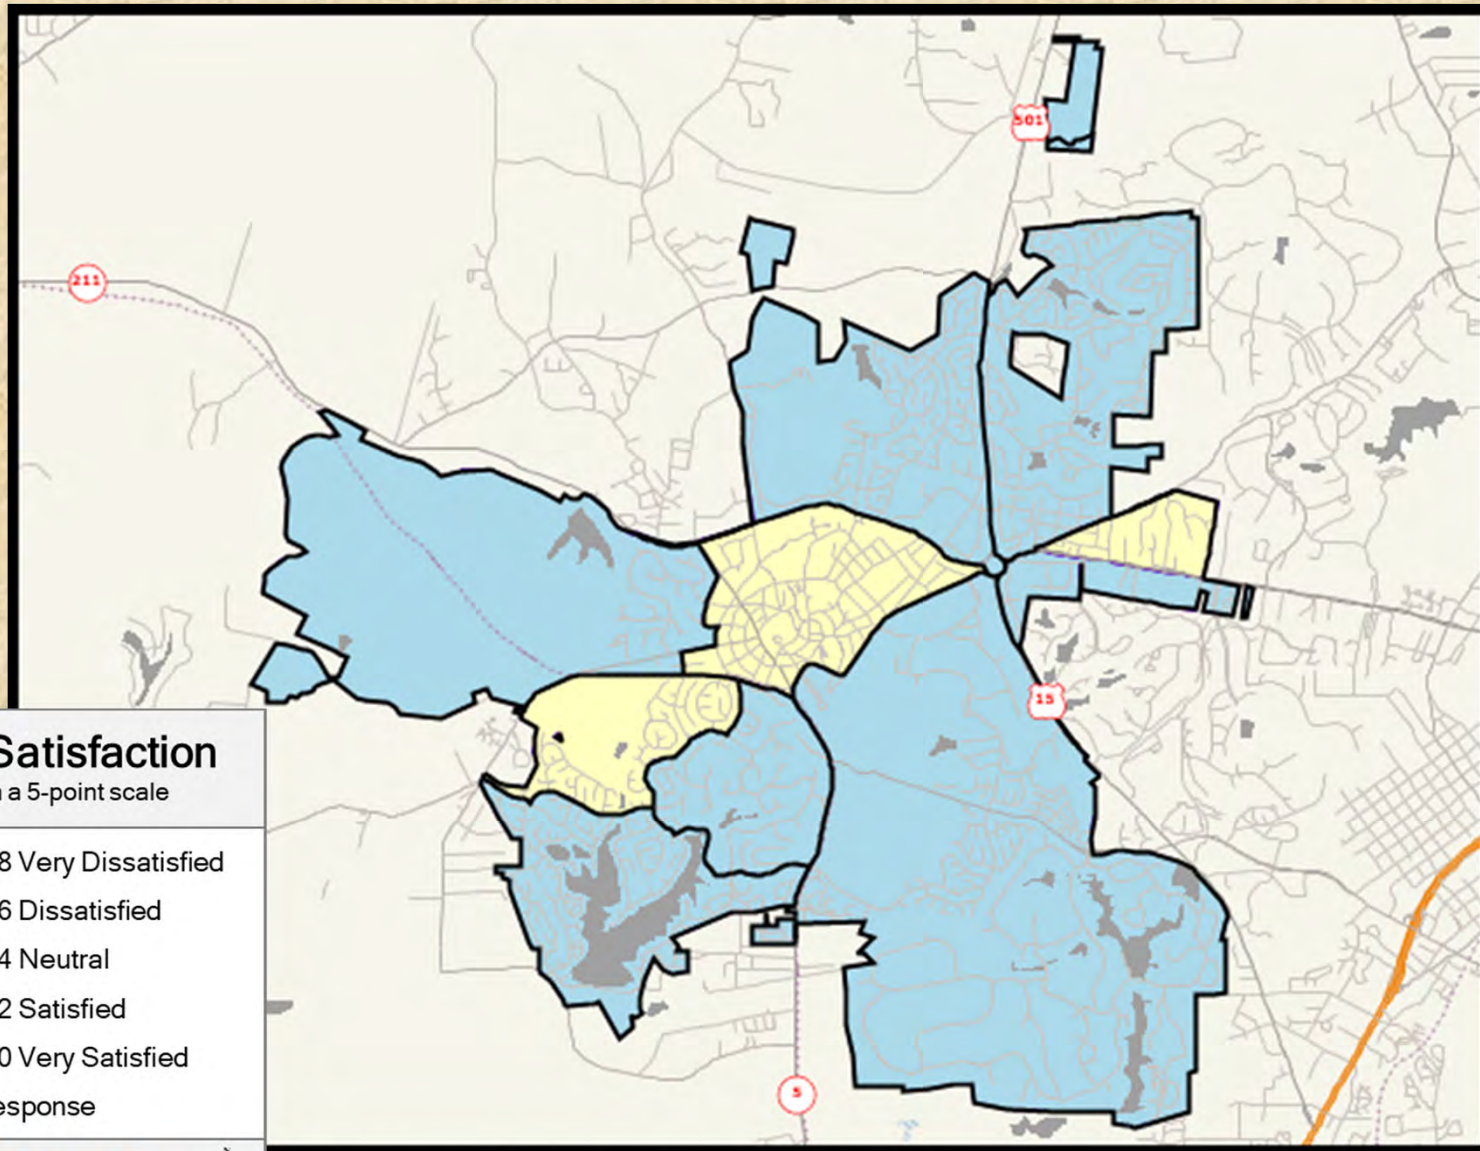 501
211
15
Satisfaction
a 5-point scale
8 Very Dissatisfied
6 Dissatisfied
4 Neutral
2 Satisfied
0 Very Satisfied
esponse
5